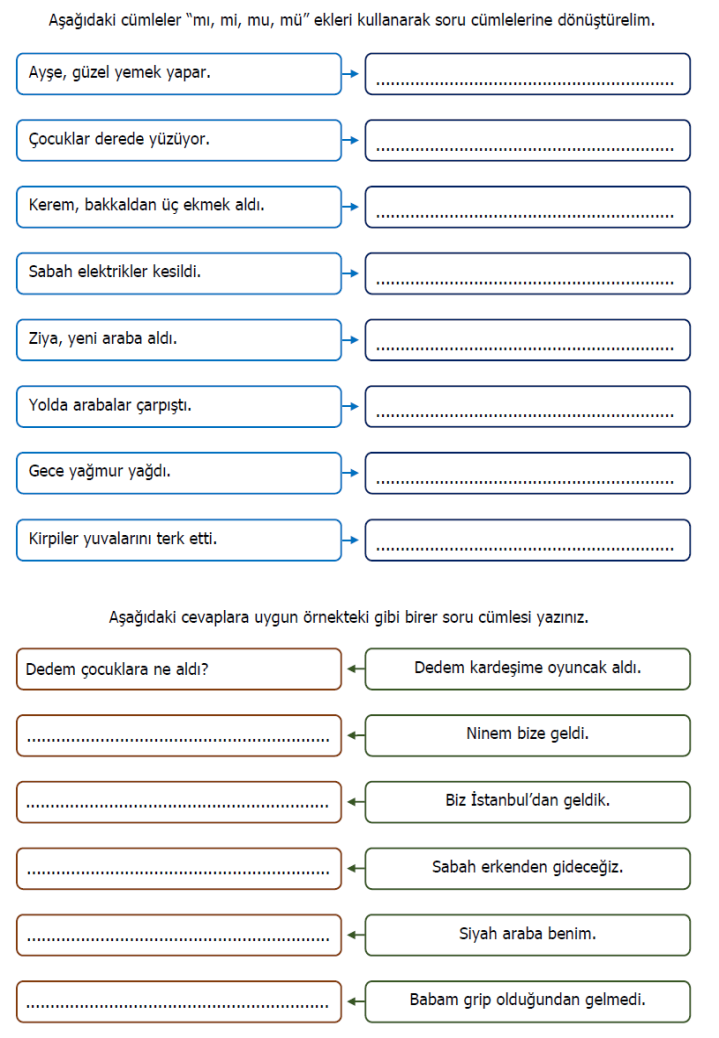 Aşağıdaki cümleler “mı, mi, mu, mü” ekleri kullanarak soru cümlelerine dönüştürelim.
Ayşe, güzel yemek yapar. ............................................................
Çocuklar derede yüzüyor. ............................................................
Kerem, bakkaldan üç ekmek aldı. ............................................................
Sabah elektrikler kesildi. ............................................................
Ziya, yeni araba aldı. ............................................................
Yolda arabalar çarpıştı. ............................................................
Gece yağmur yağdı. ............................................................
Kirpiler yuvalarını terk etti. ............................................................
Aşağıdaki cevaplara uygun örnekteki gibi birer soru cümlesi yazınız.
Dedem çocuklara ne aldı? Dedem kardeşime oyuncak aldı.
............................................................ Ninem bize geldi.
............................................................ Biz İstanbul’dan geldik.
............................................................ Sabah erkenden gideceğiz.
............................................................ Siyah araba benim.
............................................................ Babam grip olduğundan gelmedi.